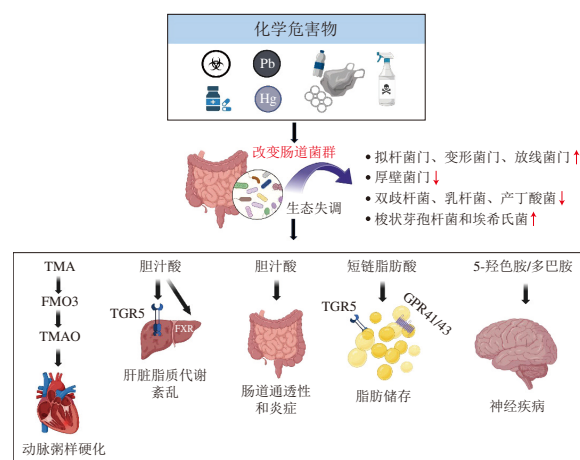 化学危害物
Pb
Hg
改变肠道菌群
生态失调
• 拟杆菌门、变形菌门、放线菌门↑
• 厚壁菌门↓
• 双歧杆菌、乳杆菌、产丁酸菌↓
• 梭状芽孢杆菌和埃希氏菌↑
TMA
FMO3
TMAO
动脉粥样硬化
胆汁酸
TGR5
FXR
肝脏脂质代谢
紊乱
胆汁酸
肠道通透性
和炎症
短链脂肪酸
TGR5
GPR41/43
脂肪储存
5-羟色胺/多巴胺
神经疾病